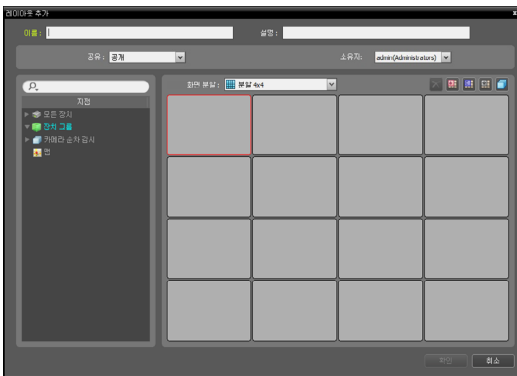 레이아웃 추가
이름 :
설명 :
공유 : 공개
소유자: admin(Administrators)
화면 분할 : 분할 4x4
지점
모든 장치
장치 그룹
카메라 순차 감시
맵
확인
취소